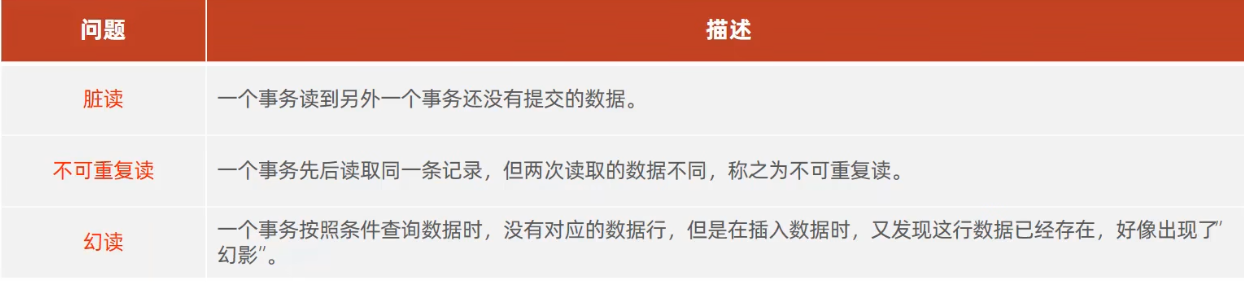 问题 描述
脏读 一个事务读到另外一个事务还没有提交的数据。
不可重复读 一个事务先后读取同一条记录，但两次读取的数据不同，称之为不可重复读。
幻读 一个事务按照条件查询数据时，没有对应的数据行，但是在插入数据时，又发现这行数据已经存在，好像出现了"
幻影"。